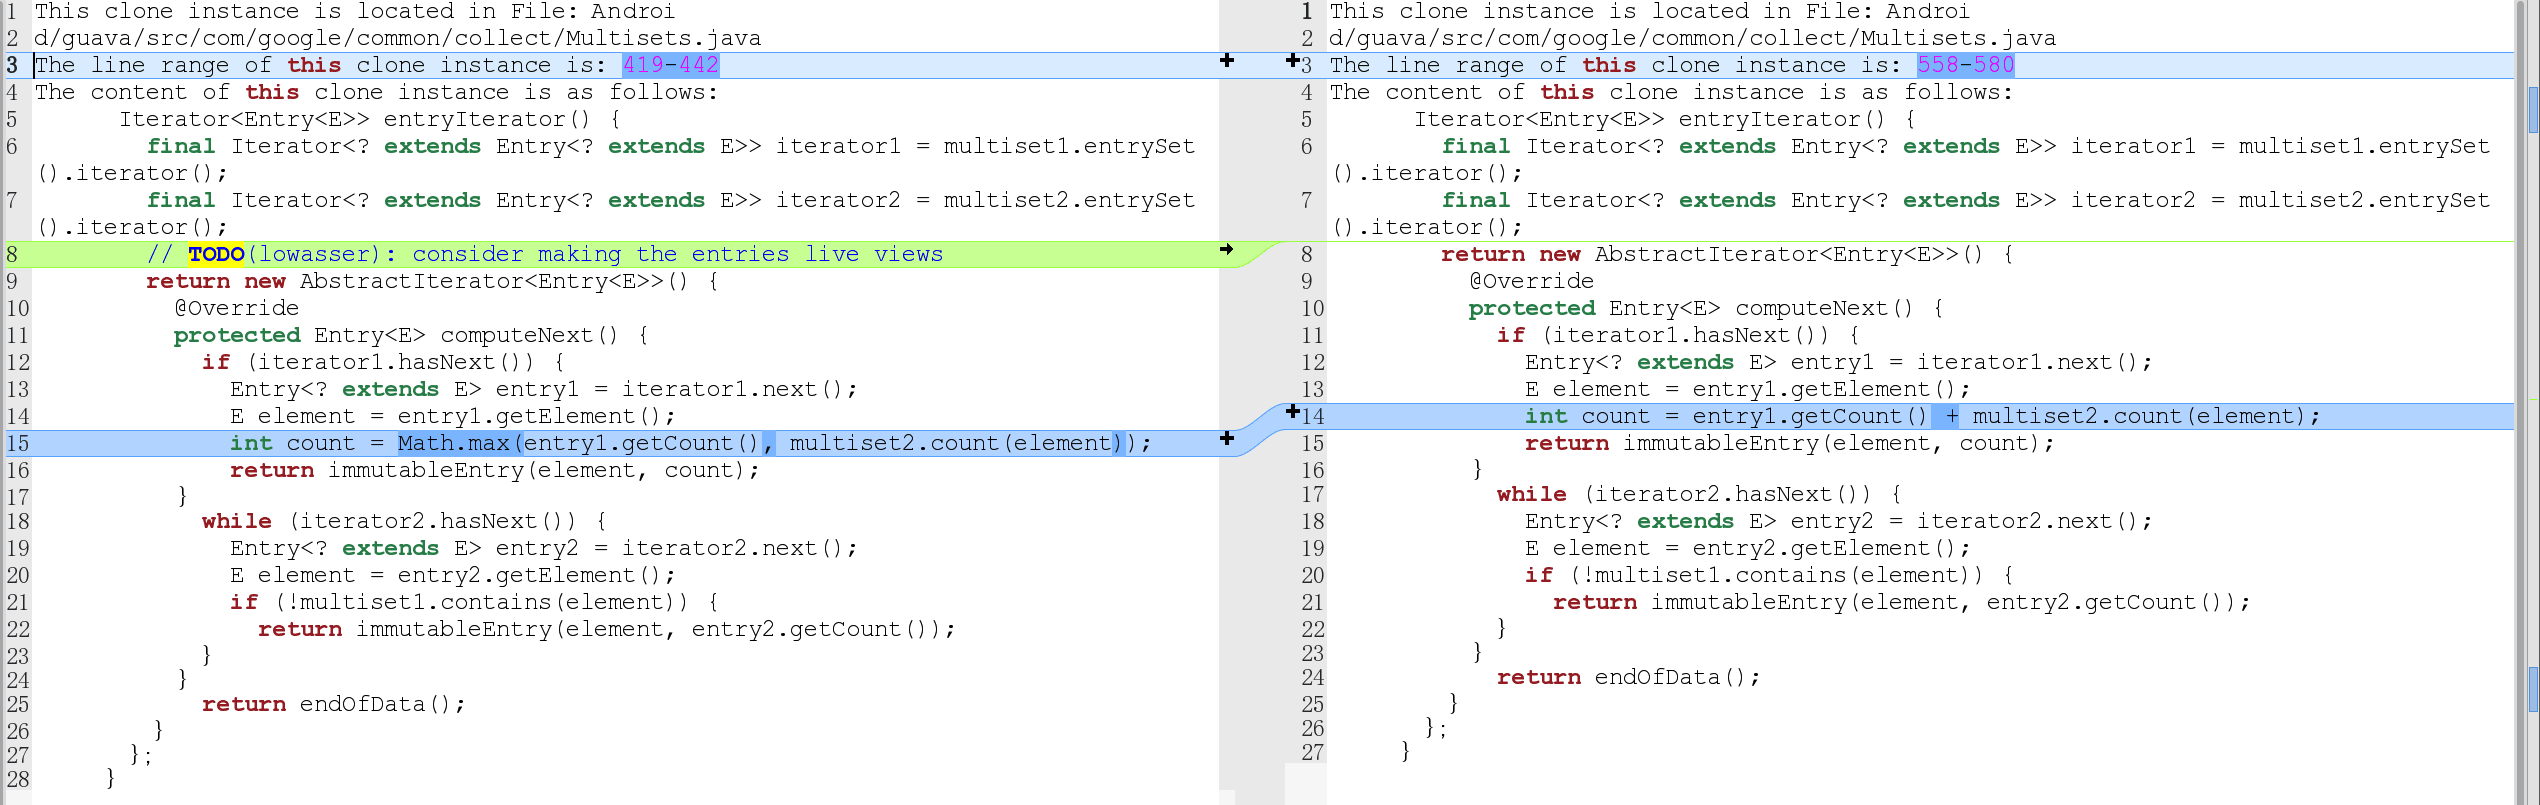 1 This clone instance is located in File: Androi
2 d/guava/src/com/google/common/collect/Multisets.java
3 The line range of this clone instance is: 419-442
4 The content of this clone instance is as follows:
5 Iterator<Entry<E>> entryIterator() {
6 final Iterator<? extends Entry<? extends E>> iterator1 = multiset1.entrySet
().iterator();
7 final Iterator<? extends Entry<? extends E>> iterator2 = multiset2.entrySet
().iterator();
8 // TODO(lowasser): consider making the entries live views
9 return new AbstractIterator<Entry<E>>() {
10 @Override
11 protected Entry<E> computeNext() {
12 if (iterator1.hasNext()) {
13 Entry<? extends E> entry1 = iterator1.next();
14 E element = entry1.getElement();
15 int count = Math.max(entry1.getCount(), multiset2.count(element));
16 return immutableEntry(element, count);
17 }
18 while (iterator2.hasNext()) {
19 Entry<? extends E> entry2 = iterator2.next();
20 E element = entry2.getElement();
21 if (!multiset1.contains(element)) {
22 return immutableEntry(element, entry2.getCount());
23 }
24 }
25 return endOfData();
26 }
27 };
28 }
1 This clone instance is located in File: Androi
2 d/guava/src/com/google/common/collect/Multisets.java
3 The line range of this clone instance is: 558-580
4 The content of this clone instance is as follows:
5 Iterator<Entry<E>> entryIterator() {
6 final Iterator<? extends Entry<? extends E>> iterator1 = multiset1.entrySet
().iterator();
7 final Iterator<? extends Entry<? extends E>> iterator2 = multiset2.entrySet
().iterator();
8 return new AbstractIterator<Entry<E>>() {
9 @Override
10 protected Entry<E> computeNext() {
11 if (iterator1.hasNext()) {
12 Entry<? extends E> entry1 = iterator1.next();
13 E element = entry1.getElement();
14 int count = entry1.getCount() + multiset2.count(element);
15 return immutableEntry(element, count);
16 }
17 while (iterator2.hasNext()) {
18 Entry<? extends E> entry2 = iterator2.next();
19 E element = entry2.getElement();
20 if (!multiset1.contains(element)) {
21 return immutableEntry(element, entry2.getCount());
22 }
23 }
24 return endOfData();
25 }
26 };
27 }